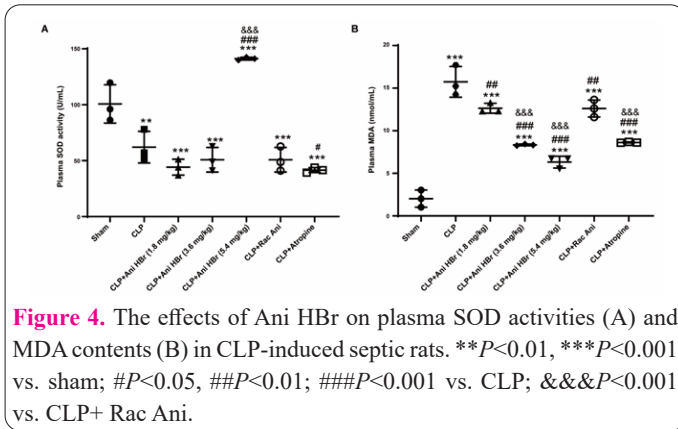 A
B
Plasma SOD activity (U/mL)
150
100
50
0
**
***
***
&&&
###
***
***
#
***
Sham
CLP
CLP+Ani HBr (1.8 mg/kg)
CLP+Ani HBr (3.6 mg/kg)
CLP+Ani HBr (5.4 mg/kg)
CLP+Rac Ani
CLP+Atropine
Plasma MDA (nmol/mL)
20
15
10
5
0
***
##
***
&&&
###
***
&&&
###
***
##
***
&&&
###
***
Sham
CLP
CLP+Ani HBr (1.8 mg/kg)
CLP+Ani HBr (3.6 mg/kg)
CLP+Ani HBr (5.4 mg/kg)
CLP+Rac Ani
CLP+Atropine
Figure 4. The effects of Ani HBr on plasma SOD activities (A) and
MDA contents (B) in CLP-induced septic rats. **P<0.01, ***P<0.001
vs. sham; #P<0.05, ##P<0.01; ###P<0.001 vs. CLP; &&&P<0.001
vs. CLP+ Rac Ani.